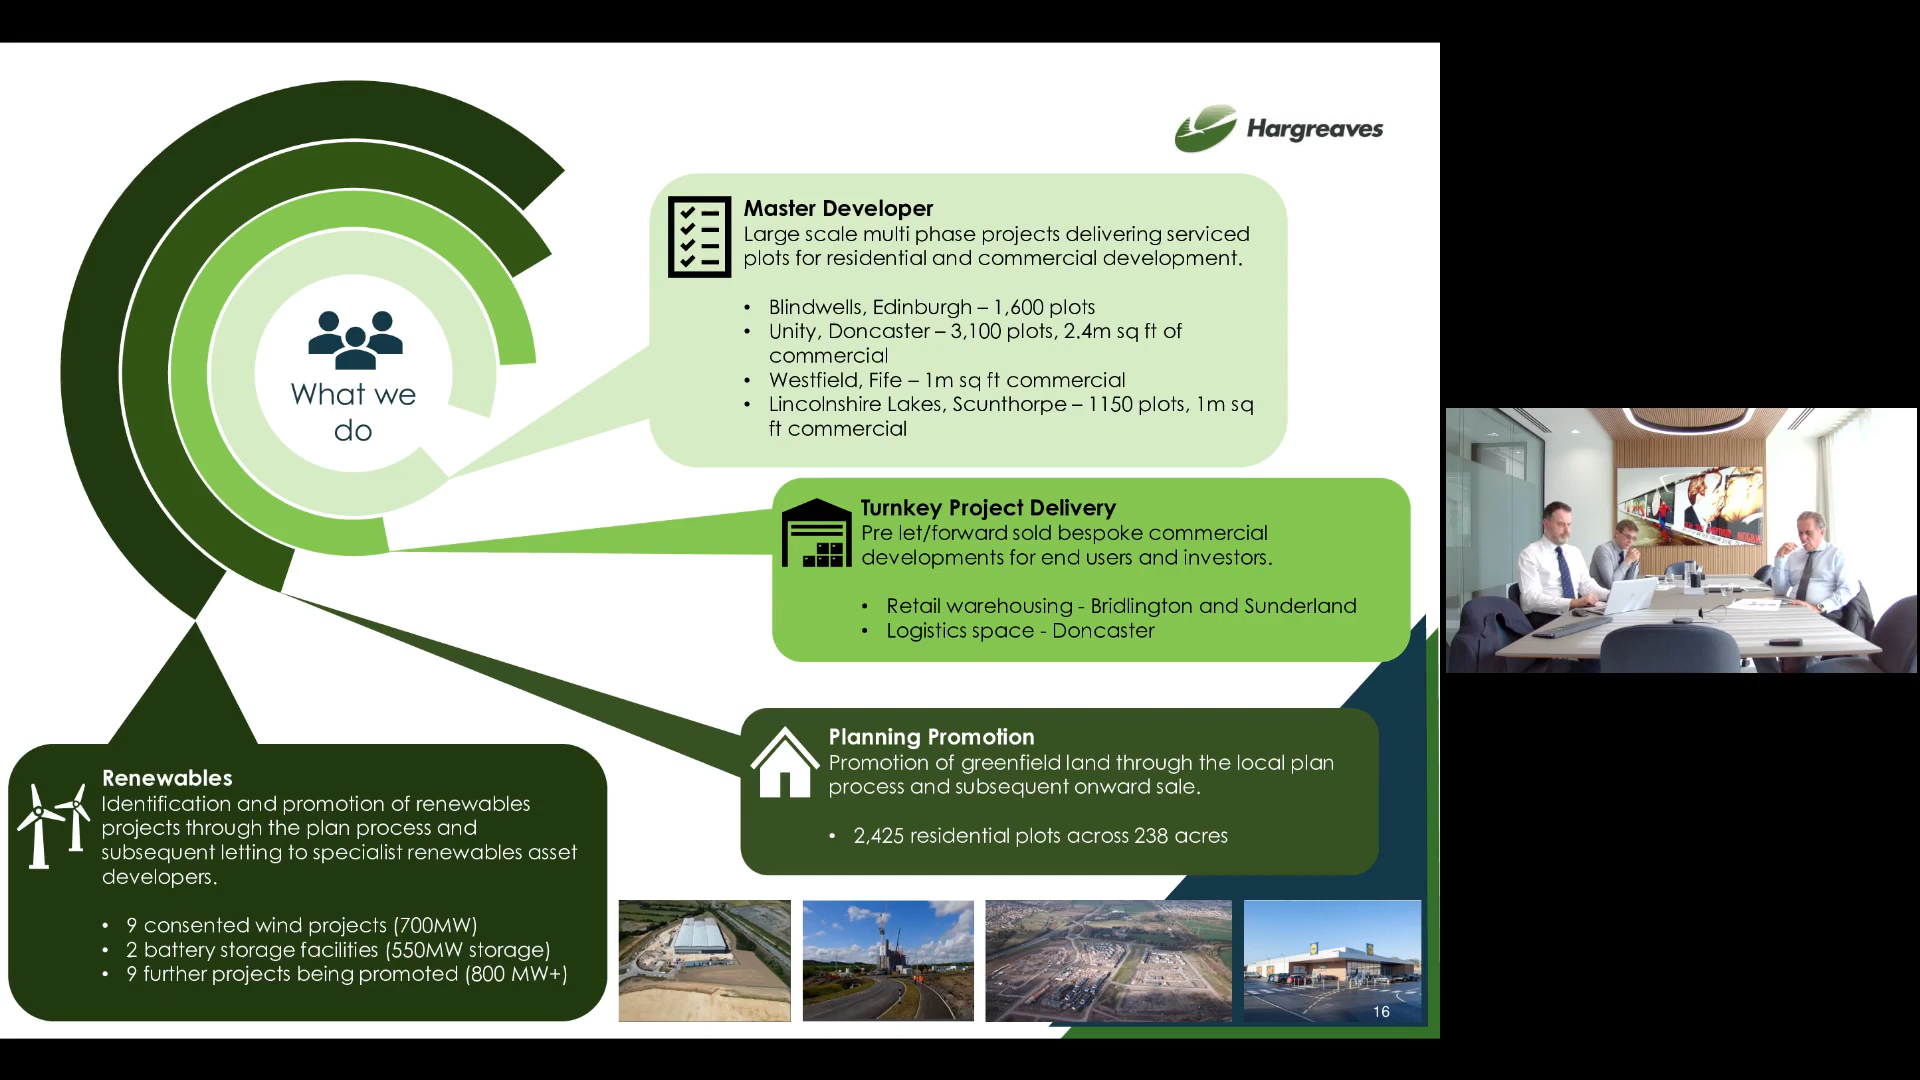 Hargreaves
What we
do
Master Developer
Large scale multi phase projects delivering serviced
plots for residential and commercial development.
• Blindwells, Edinburgh – 1,600 plots
• Unity, Doncaster – 3,100 plots, 2.4m sq ft of
commercial
• Westfield, Fife – 1m sq ft commercial
• Lincolnshire Lakes, Scunthorpe – 1150 plots, 1m sq
ft commercial
Turnkey Project Delivery
Pre let/forward sold bespoke commercial
developments for end users and investors.
• Retail warehousing - Bridlington and Sunderland
• Logistics space - Doncaster
Planning Promotion
Promotion of greenfield land through the local plan
process and subsequent onward sale.
• 2,425 residential plots across 238 acres
Renewables
Identification and promotion of renewables
projects through the plan process and
subsequent letting to specialist renewables asset
developers.
• 9 consented wind projects (700MW)
• 2 battery storage facilities (550MW storage)
• 9 further projects being promoted (800 MW+)
16